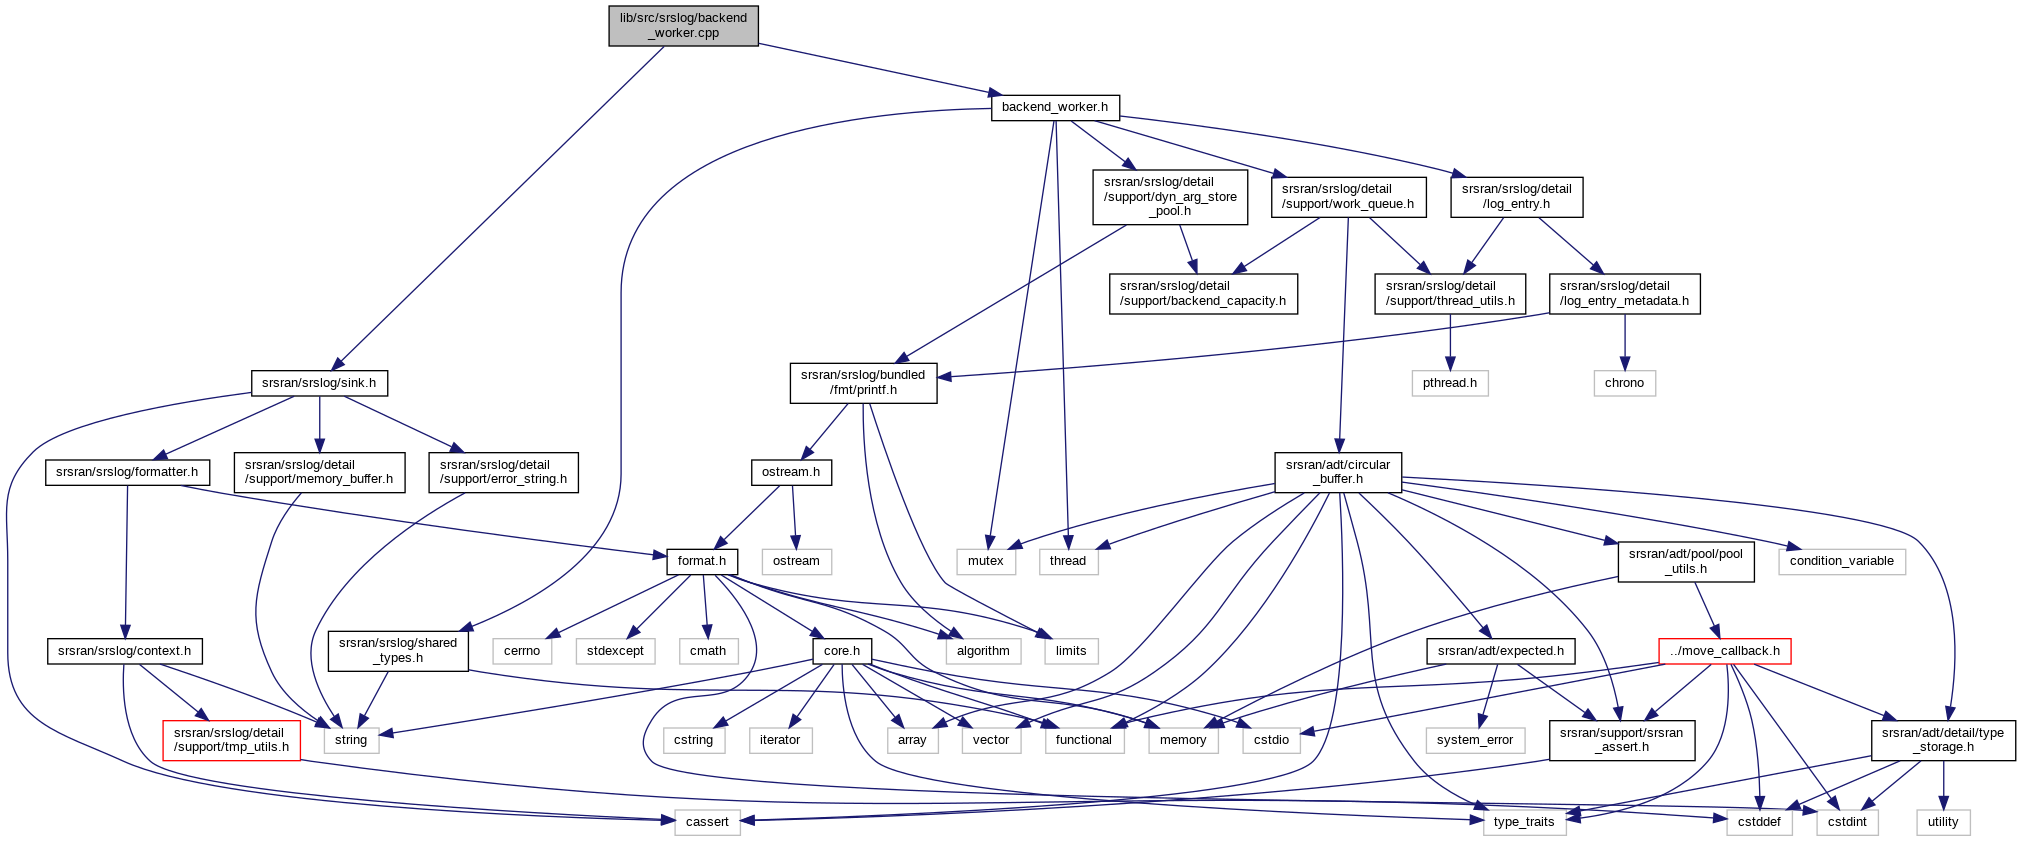 lib/src/srslog/backend
_worker.cpp
backend_worker.h
srsran/srslog/detail
/support/dyn_arg_store
_pool.h
srsran/srslog/detail
/support/work_queue.h
srsran/srslog/detail
/log_entry.h
srsran/srslog/detail
/support/backend_capacity.h
srsran/srslog/detail
/support/thread_utils.h
srsran/srslog/detail
/log_entry_metadata.h
srsran/srslog/sink.h
srsran/srslog/bundled
/fmt/printf.h
pthread.h
chrono
srsran/srslog/formatter.h
srsran/srslog/detail
/support/memory_buffer.h
srsran/srslog/detail
/support/error_string.h
ostream.h
srsran/adt/circular
_buffer.h
format.h
ostream
mutex
thread
srsran/adt/pool/pool
_utils.h
condition_variable
srsran/srslog/context.h
srsran/srslog/shared
_types.h
cerrno
stdexcept
cmath
core.h
algorithm
limits
srsran/adt/expected.h
../move_callback.h
srsran/srslog/detail
/support/tmp_utils.h
string
cstring
iterator
array
vector
functional
memory
cstdio
system_error
srsran/support/srsran
_assert.h
srsran/adt/detail/type
_storage.h
cassert
type_traits
cstddef
cstdint
utility